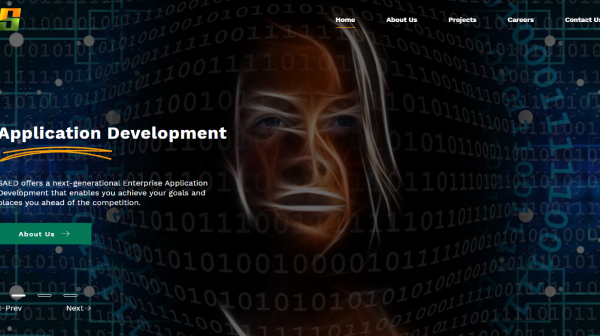 Home About Us Projects Careers Contact Us
Application Development
SAED offers a next-generational Enterprise Application
Development that enables you achieve your goals and
places you ahead of the competition.
About Us →
Prev Next